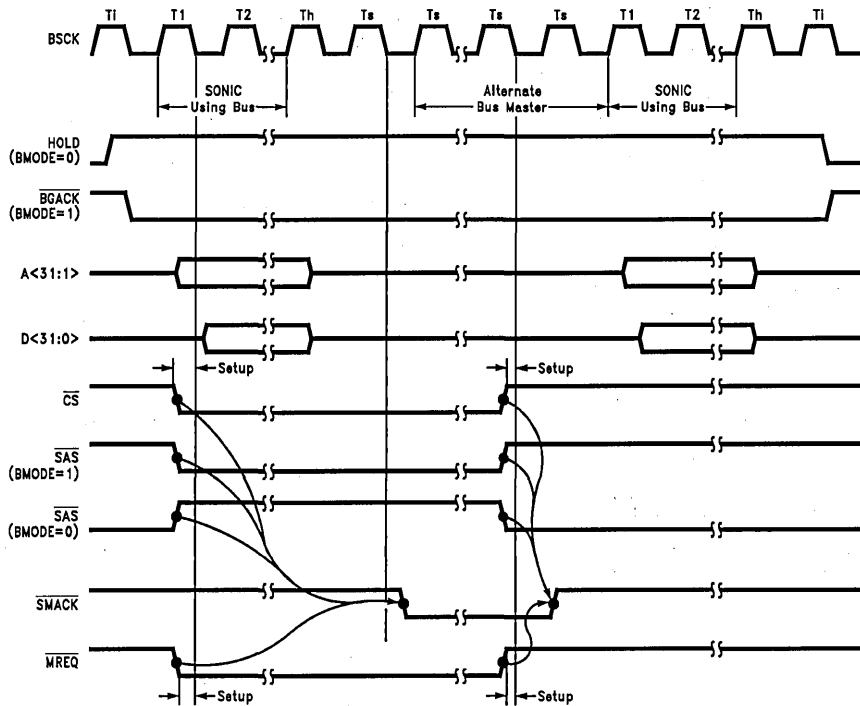 Ti T1 T2 Th Ts Ts Ts Ts T1 T2 Th Ti
BSCK
SONIC
Using Bus
Alternate
Bus Master
SONIC
Using Bus
HOLD
(BMODE=0)
BGACK
(BMODE=1)
A<31:1>
D<31:0>
Setup Setup
CS
SAS
(BMODE=1)
SAS
(BMODE=0)
SMACK
MREQ
Setup Setup